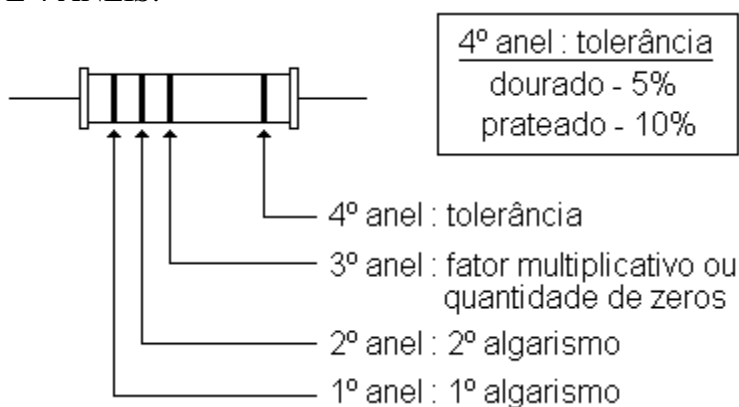 4º anel : tolerância
dourado - 5%
prateado - 10%
4º anel : tolerância
3º anel : fator multiplicativo ou
quantidade de zeros
2º anel : 2º algarismo
1º anel : 1º algarismo